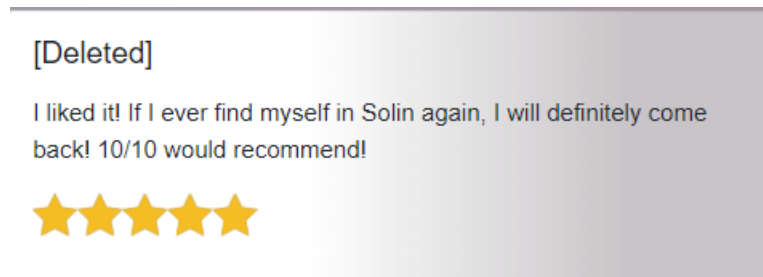 [Deleted]
I liked it! If I ever find myself in Solin again, I will definitely come
back! 10/10 would recommend!